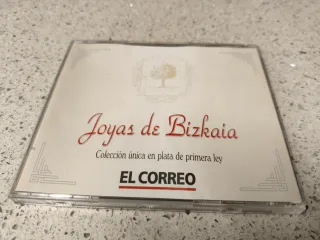 Joyas de Bizkaia
Colección única en plata de primera ley
EL CORREO